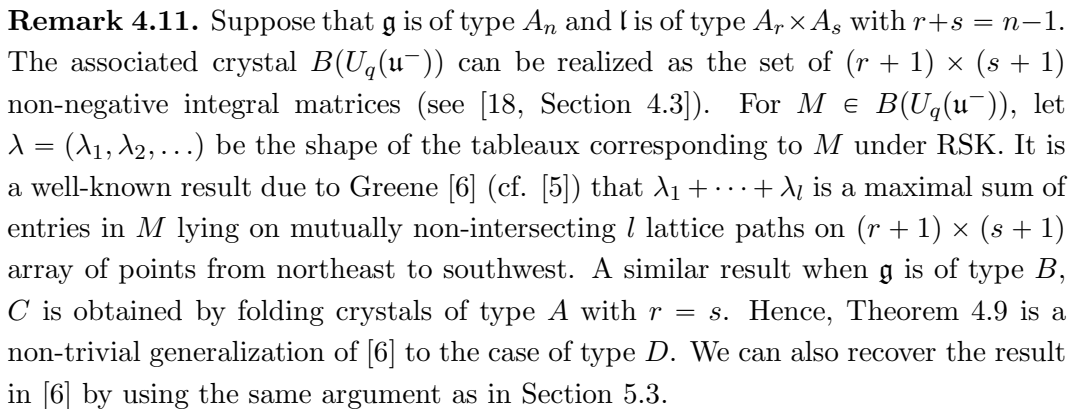 Remark 4.11. Suppose that 𝔤 is of type Aₙ and 𝔩 is of type Aᵣ × Aₛ with r+s = n−1.
The associated crystal B(U_q(𝔲⁻)) can be realized as the set of (r + 1) × (s + 1)
non-negative integral matrices (see [18, Section 4.3]). For M ∈ B(U_q(𝔲⁻)), let
λ = (λ₁, λ₂, …) be the shape of the tableaux corresponding to M under RSK. It is
a well-known result due to Greene [6] (cf. [5]) that λ₁ + ⋯ + λ_l is a maximal sum of
entries in M lying on mutually non-intersecting l lattice paths on (r + 1) × (s + 1)
array of points from northeast to southwest. A similar result when 𝔤 is of type B,
C is obtained by folding crystals of type A with r = s. Hence, Theorem 4.9 is a
non-trivial generalization of [6] to the case of type D. We can also recover the result
in [6] by using the same argument as in Section 5.3.